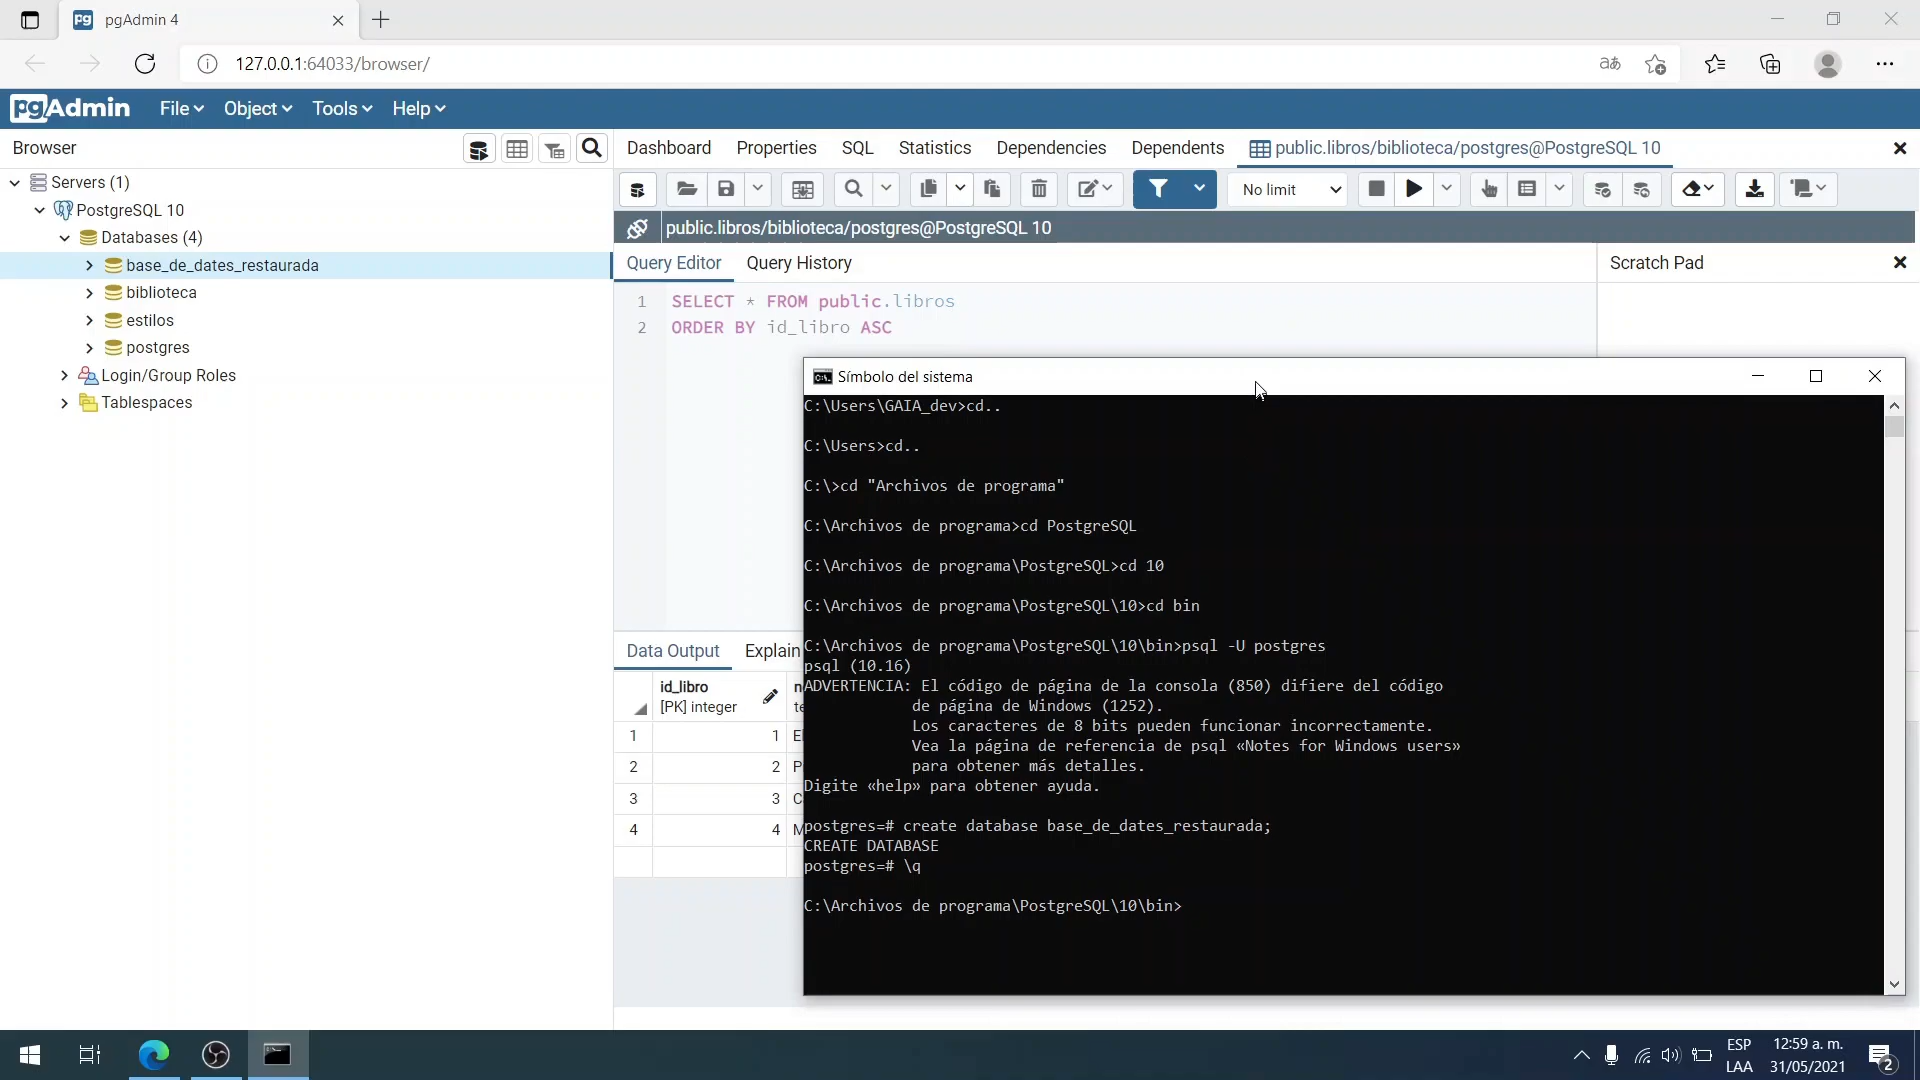 pgAdmin 4
127.0.0.1:64033/browser/
pgAdmin
File
Object
Tools
Help
Browser
Dashboard
Properties
SQL
Statistics
Dependencies
Dependents
public.libros/biblioteca/postgres@PostgreSQL 10
Servers (1)
PostgreSQL 10
Databases (4)
base_de_dates_restaurada
biblioteca
estilos
postgres
Login/Group Roles
Tablespaces
No limit
public.libros/biblioteca/postgres@PostgreSQL 10
Query Editor
Query History
Scratch Pad
1 SELECT * FROM public.libros
2 ORDER BY id_libro ASC
Data Output
Explain
id_libro
[PK] integer
1 1
2 2
3 3
4 4
Símbolo del sistema
C:\Users\GAIA_dev>cd..
C:\Users>cd..
C:\>cd "Archivos de programa"
C:\Archivos de programa>cd PostgreSQL
C:\Archivos de programa\PostgreSQL>cd 10
C:\Archivos de programa\PostgreSQL\10>cd bin
C:\Archivos de programa\PostgreSQL\10\bin>psql -U postgres
psql (10.16)
ADVERTENCIA: El código de página de la consola (850) difiere del código
de página de Windows (1252).
Los caracteres de 8 bits pueden funcionar incorrectamente.
Vea la página de referencia de psql «Notes for Windows users»
para obtener más detalles.
Digite «help» para obtener ayuda.
postgres=# create database base_de_dates_restaurada;
CREATE DATABASE
postgres=# \q
C:\Archivos de programa\PostgreSQL\10\bin>
ESP
LAA
12:59 a. m.
31/05/2021
2